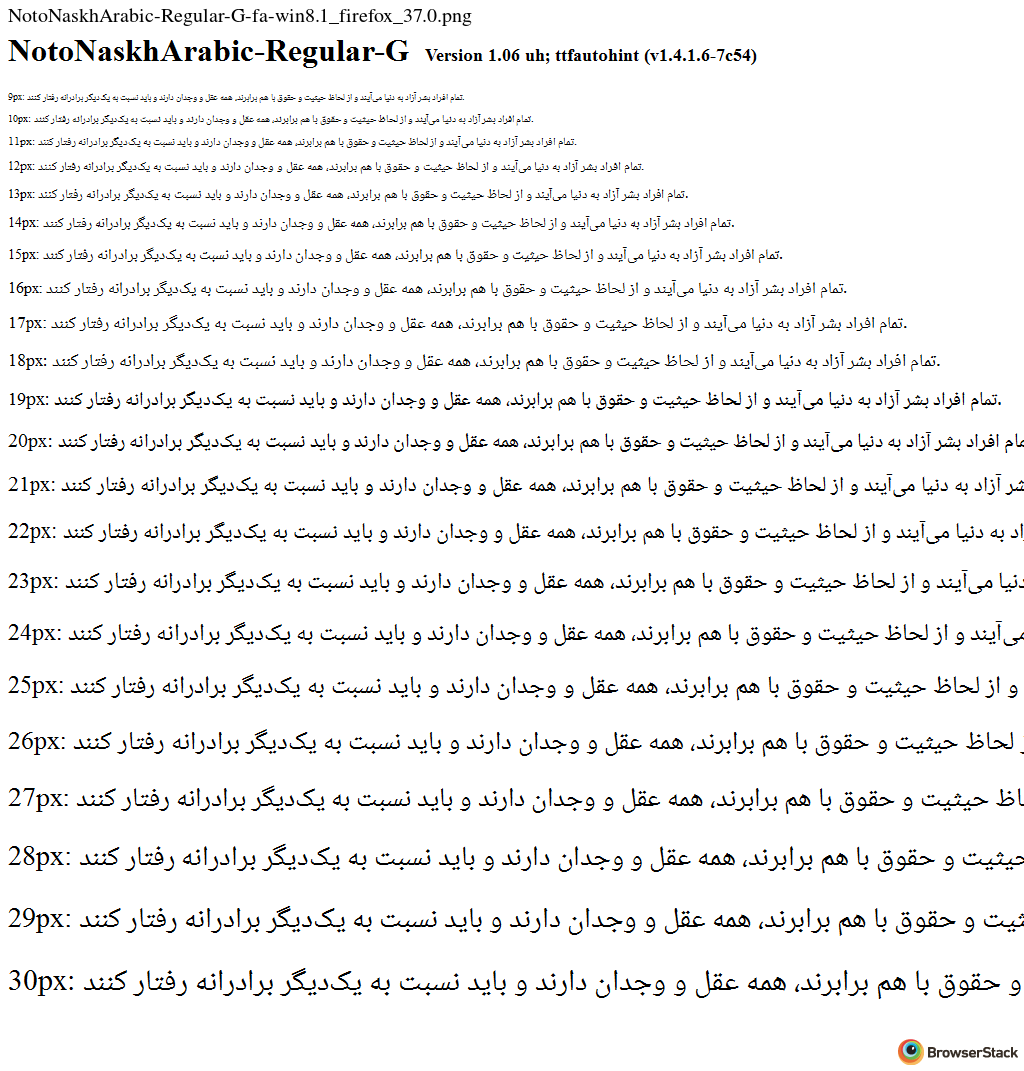 NotoNaskhArabic-Regular-G-fa-win8.1_firefox_37.0.png
NotoNaskhArabic-Regular-G Version 1.06 uh; ttfautohint (v1.4.1.6-7c54)
9px: تمام افراد بشر آزاد به دنیا می‌آیند و از لحاظ حیثیت و حقوق با هم برابرند، همه عقل و وجدان دارند و باید نسبت به یک‌دیگر برادرانه رفتار کنند.
10px: تمام افراد بشر آزاد به دنیا می‌آیند و از لحاظ حیثیت و حقوق با هم برابرند، همه عقل و وجدان دارند و باید نسبت به یک‌دیگر برادرانه رفتار کنند.
11px: تمام افراد بشر آزاد به دنیا می‌آیند و از لحاظ حیثیت و حقوق با هم برابرند، همه عقل و وجدان دارند و باید نسبت به یک‌دیگر برادرانه رفتار کنند.
12px: تمام افراد بشر آزاد به دنیا می‌آیند و از لحاظ حیثیت و حقوق با هم برابرند، همه عقل و وجدان دارند و باید نسبت به یک‌دیگر برادرانه رفتار کنند.
13px: تمام افراد بشر آزاد به دنیا می‌آیند و از لحاظ حیثیت و حقوق با هم برابرند، همه عقل و وجدان دارند و باید نسبت به یک‌دیگر برادرانه رفتار کنند.
14px: تمام افراد بشر آزاد به دنیا می‌آیند و از لحاظ حیثیت و حقوق با هم برابرند، همه عقل و وجدان دارند و باید نسبت به یک‌دیگر برادرانه رفتار کنند.
15px: تمام افراد بشر آزاد به دنیا می‌آیند و از لحاظ حیثیت و حقوق با هم برابرند، همه عقل و وجدان دارند و باید نسبت به یک‌دیگر برادرانه رفتار کنند.
16px: تمام افراد بشر آزاد به دنیا می‌آیند و از لحاظ حیثیت و حقوق با هم برابرند، همه عقل و وجدان دارند و باید نسبت به یک‌دیگر برادرانه رفتار کنند.
17px: تمام افراد بشر آزاد به دنیا می‌آیند و از لحاظ حیثیت و حقوق با هم برابرند، همه عقل و وجدان دارند و باید نسبت به یک‌دیگر برادرانه رفتار کنند.
18px: تمام افراد بشر آزاد به دنیا می‌آیند و از لحاظ حیثیت و حقوق با هم برابرند، همه عقل و وجدان دارند و باید نسبت به یک‌دیگر برادرانه رفتار کنند.
19px: تمام افراد بشر آزاد به دنیا می‌آیند و از لحاظ حیثیت و حقوق با هم برابرند، همه عقل و وجدان دارند و باید نسبت به یک‌دیگر برادرانه رفتار کنند.
20px: افراد بشر آزاد به دنیا می‌آیند و از لحاظ حیثیت و حقوق با هم برابرند، همه عقل و وجدان دارند و باید نسبت به یک‌دیگر برادرانه رفتار کنند
21px: آزاد به دنیا می‌آیند و از لحاظ حیثیت و حقوق با هم برابرند، همه عقل و وجدان دارند و باید نسبت به یک‌دیگر برادرانه رفتار کنند
22px: به دنیا می‌آیند و از لحاظ حیثیت و حقوق با هم برابرند، همه عقل و وجدان دارند و باید نسبت به یک‌دیگر برادرانه رفتار کنند
23px: دنیا می‌آیند و از لحاظ حیثیت و حقوق با هم برابرند، همه عقل و وجدان دارند و باید نسبت به یک‌دیگر برادرانه رفتار کنند
24px: می‌آیند و از لحاظ حیثیت و حقوق با هم برابرند، همه عقل و وجدان دارند و باید نسبت به یک‌دیگر برادرانه رفتار کنند
25px: و از لحاظ حیثیت و حقوق با هم برابرند، همه عقل و وجدان دارند و باید نسبت به یک‌دیگر برادرانه رفتار کنند
26px: لحاظ حیثیت و حقوق با هم برابرند، همه عقل و وجدان دارند و باید نسبت به یک‌دیگر برادرانه رفتار کنند
27px: حیثیت و حقوق با هم برابرند، همه عقل و وجدان دارند و باید نسبت به یک‌دیگر برادرانه رفتار کنند
28px: حیثیت و حقوق با هم برابرند، همه عقل و وجدان دارند و باید نسبت به یک‌دیگر برادرانه رفتار کنند
29px: و حقوق با هم برابرند، همه عقل و وجدان دارند و باید نسبت به یک‌دیگر برادرانه رفتار کنند
30px: و حقوق با هم برابرند، همه عقل و وجدان دارند و باید نسبت به یک‌دیگر برادرانه رفتار کنند
BrowserStack